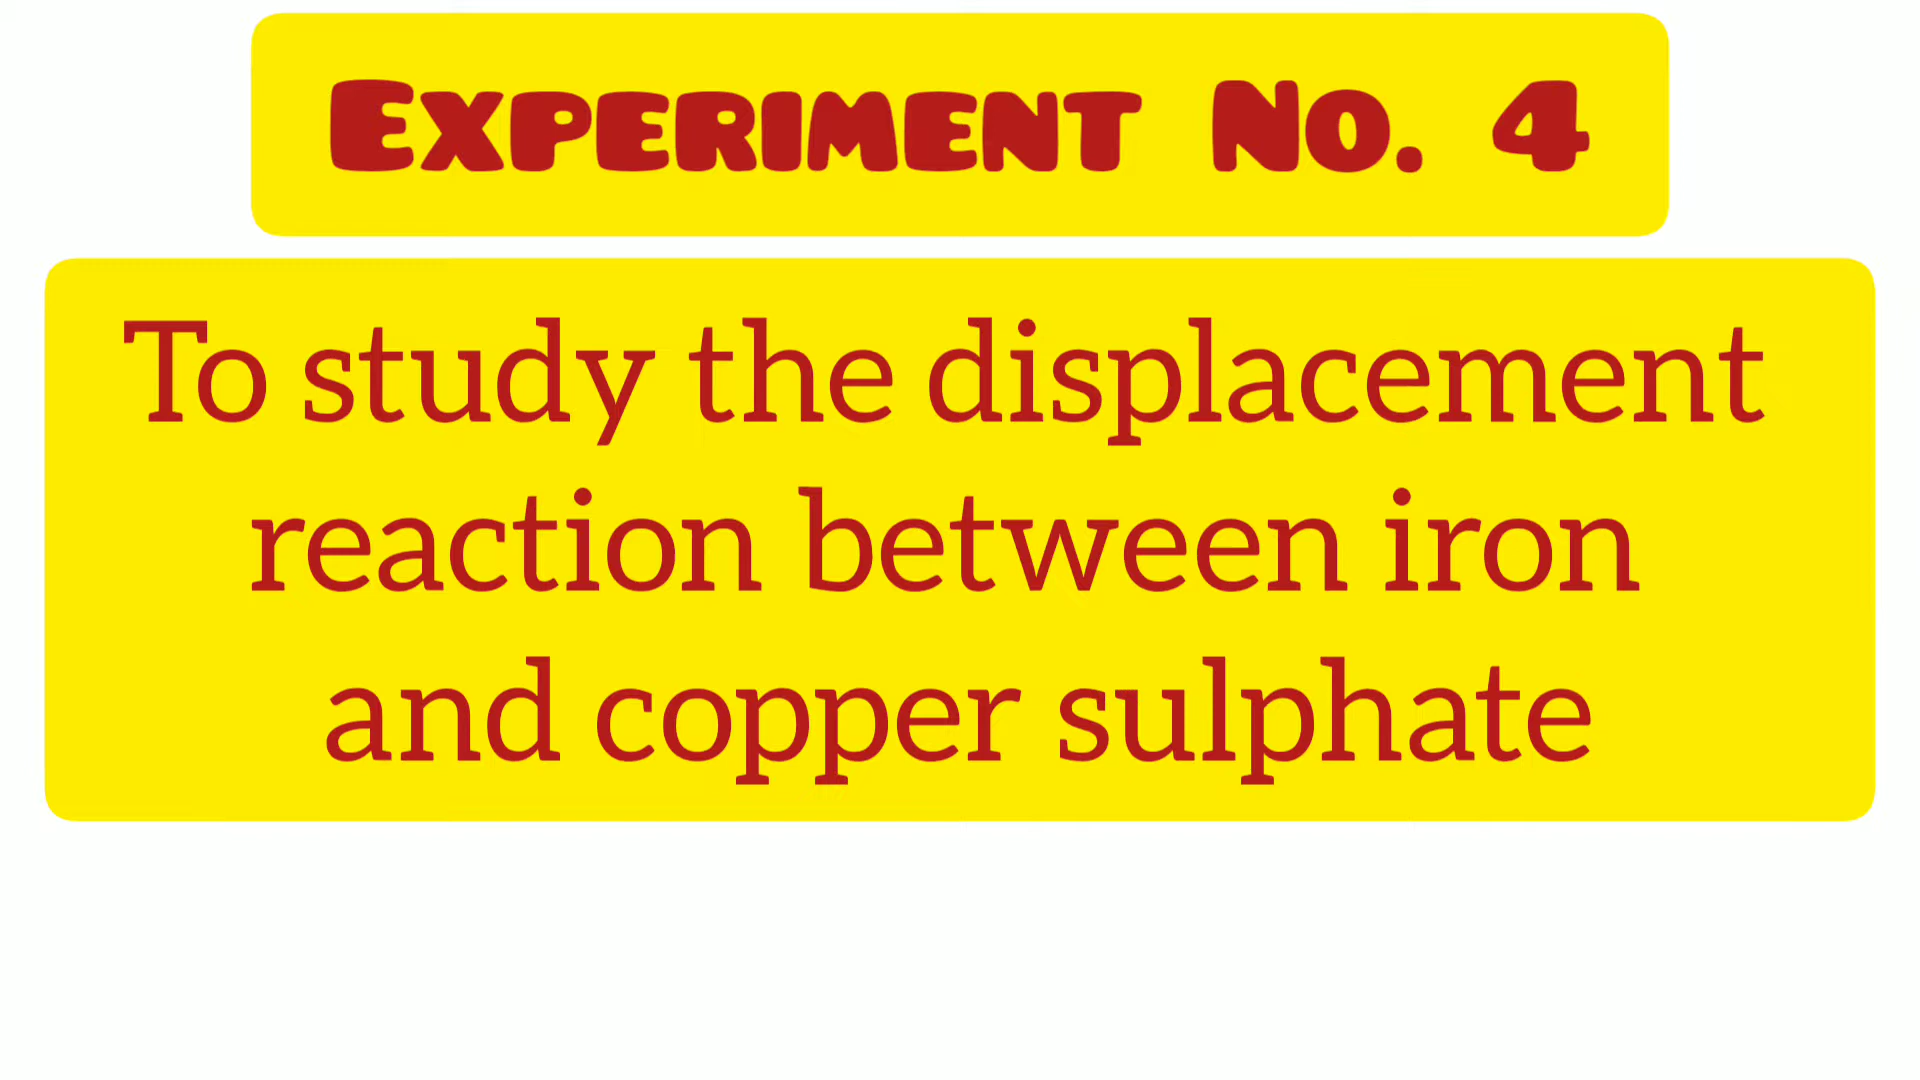 Experiment No. 4
To study the displacement
reaction between iron
and copper sulphate